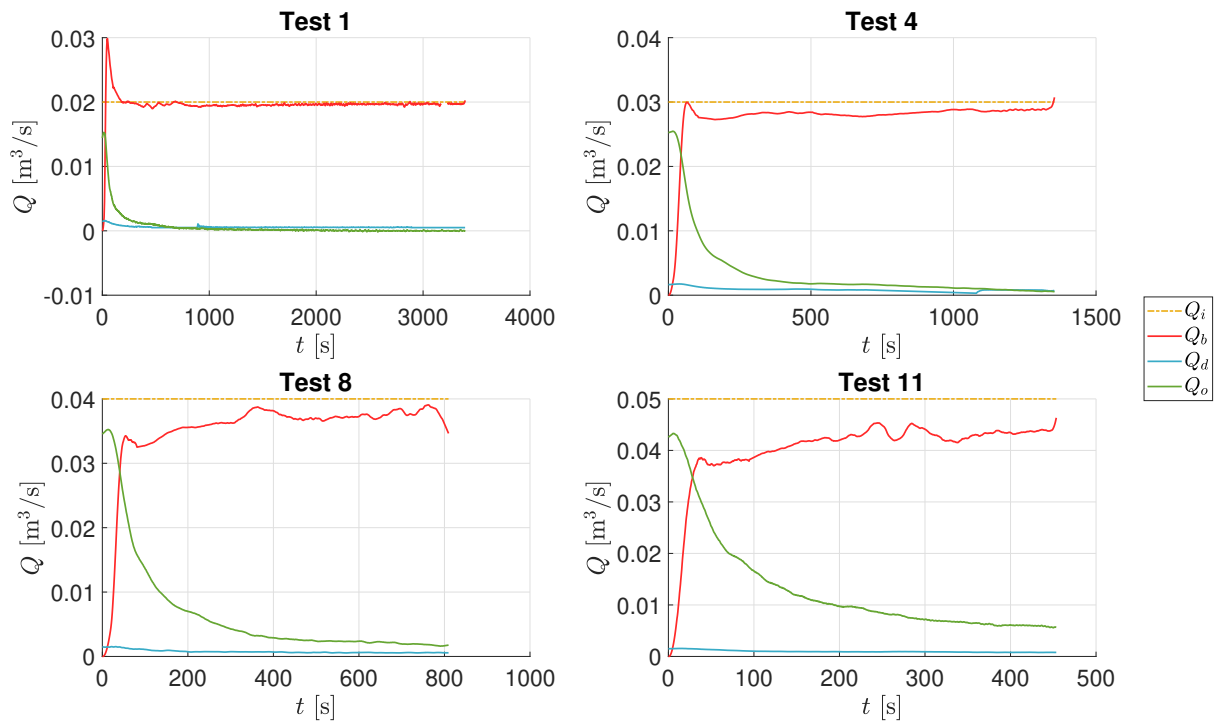 Test 1
0.03
0.02
0.01
0
-0.01
Q [m³/s]
0 1000 2000 3000 4000
t [s]
Test 4
0.04
0.03
0.02
0.01
0
Q [m³/s]
0 500 1000 1500
t [s]
Q_i
Q_b
Q_d
Q_o
Test 8
0.04
0.03
0.02
0.01
0
Q [m³/s]
0 200 400 600 800 1000
t [s]
Test 11
0.05
0.04
0.03
0.02
0.01
0
Q [m³/s]
0 100 200 300 400 500
t [s]